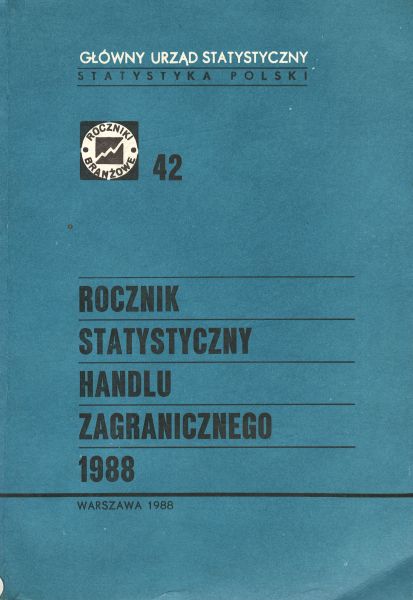 GŁÓWNY URZĄD STATYSTYCZNY
STATYSTYKA POLSKI
ROCZNIKI
BRANŻOWE
42
ROCZNIK
STATYSTYCZNY
HANDLU
ZAGRANICZNEGO
1988
WARSZAWA 1988